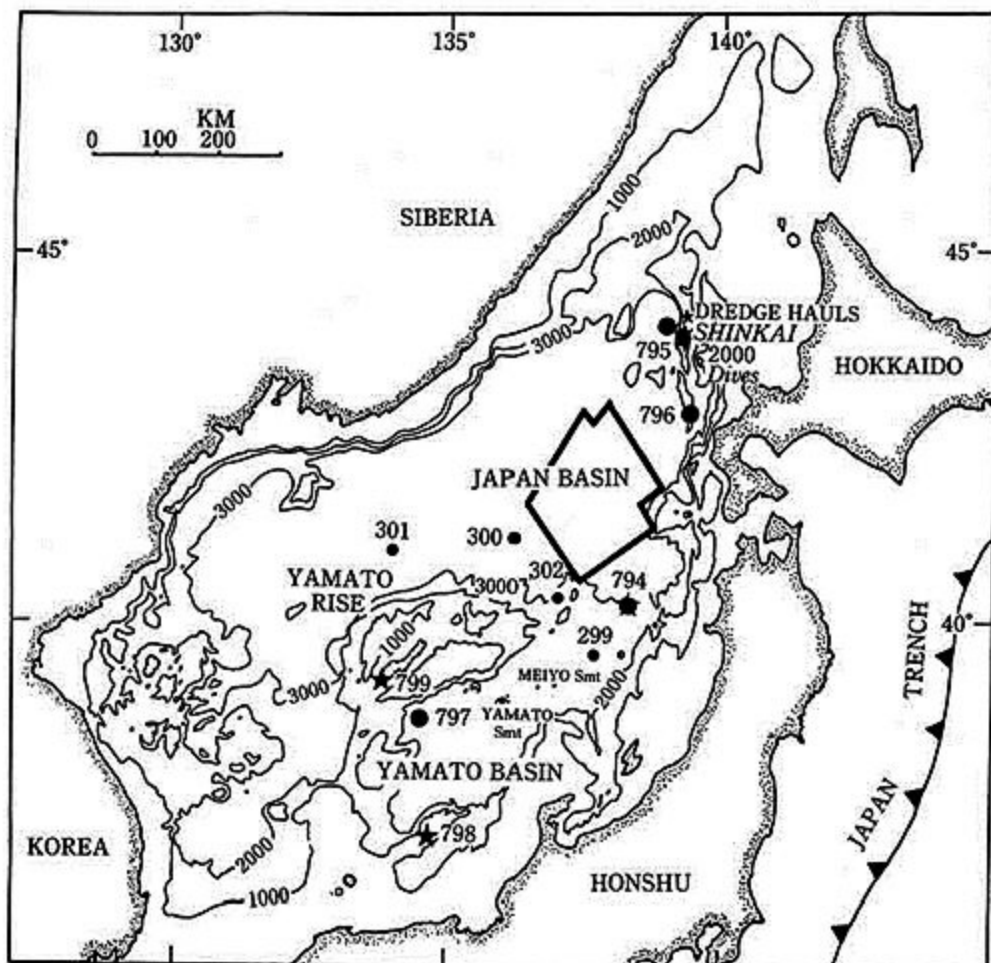 130°
135°
140°
KM
0 100 200
SIBERIA
1000
2000
45°
45°
3000
DREDGE HAULS
SHINKAI
795
2000
Dives
HOKKAIDO
796
JAPAN BASIN
3000
301
300
302
794
YAMATO
RISE
3000
299
40°
1000
MEIYO Smt
TRENCH
3000
799
2000
797
YAMATO
Smt
YAMATO BASIN
JAPAN
KOREA
798
2000
1000
HONSHU
130°
135°